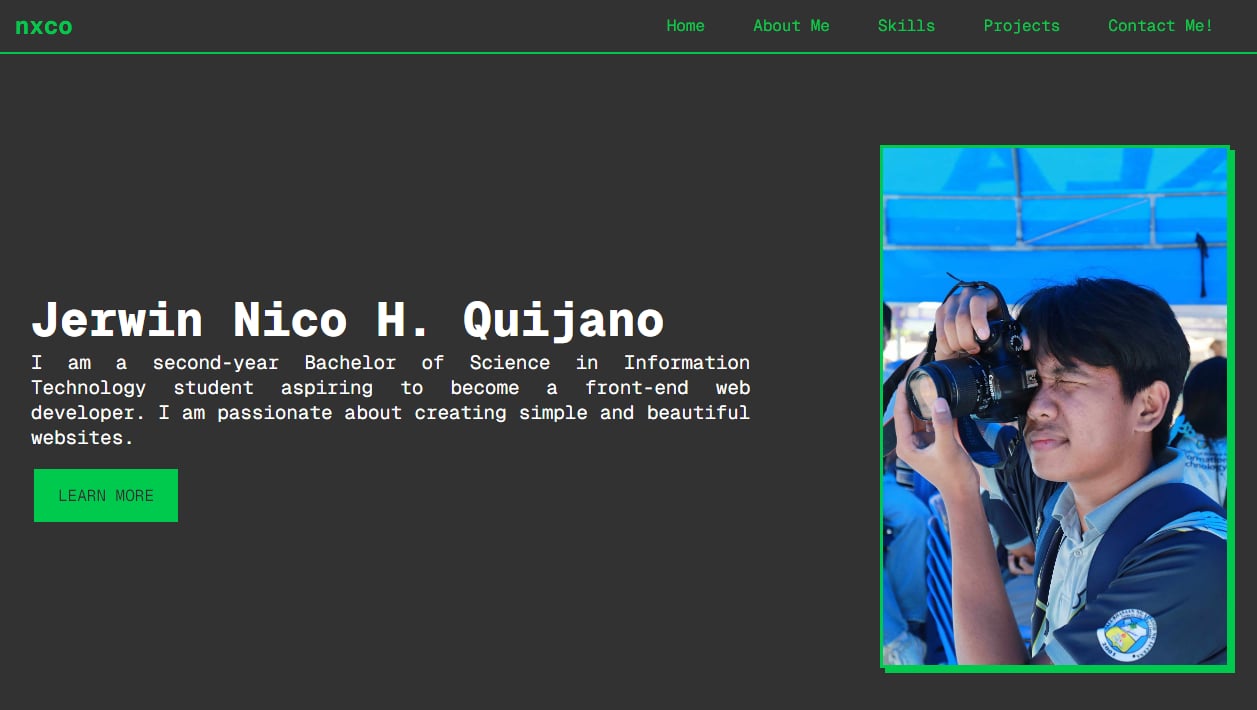 nxco
Home About Me Skills Projects Contact Me!
Jerwin Nico H. Quijano
I am a second-year Bachelor of Science in Information
Technology student aspiring to become a front-end web
developer. I am passionate about creating simple and beautiful
websites.
LEARN MORE
Canon